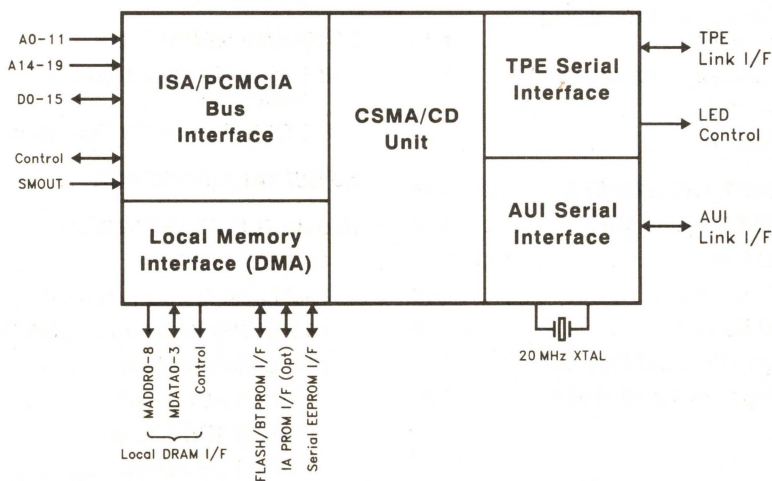 A0-11
A14-19
D0-15
Control
SMOUT
ISA/PCMCIA
Bus
Interface
Local Memory
Interface (DMA)
CSMA/CD
Unit
TPE Serial
Interface
AUI Serial
Interface
TPE
Link I/F
LED
Control
AUI
Link I/F
20 MHz XTAL
MADDR0-8
MDATA0-3
Control
Local DRAM I/F
FLASH/BT PROM I/F
IA PROM I/F (Opt)
Serial EEPROM I/F